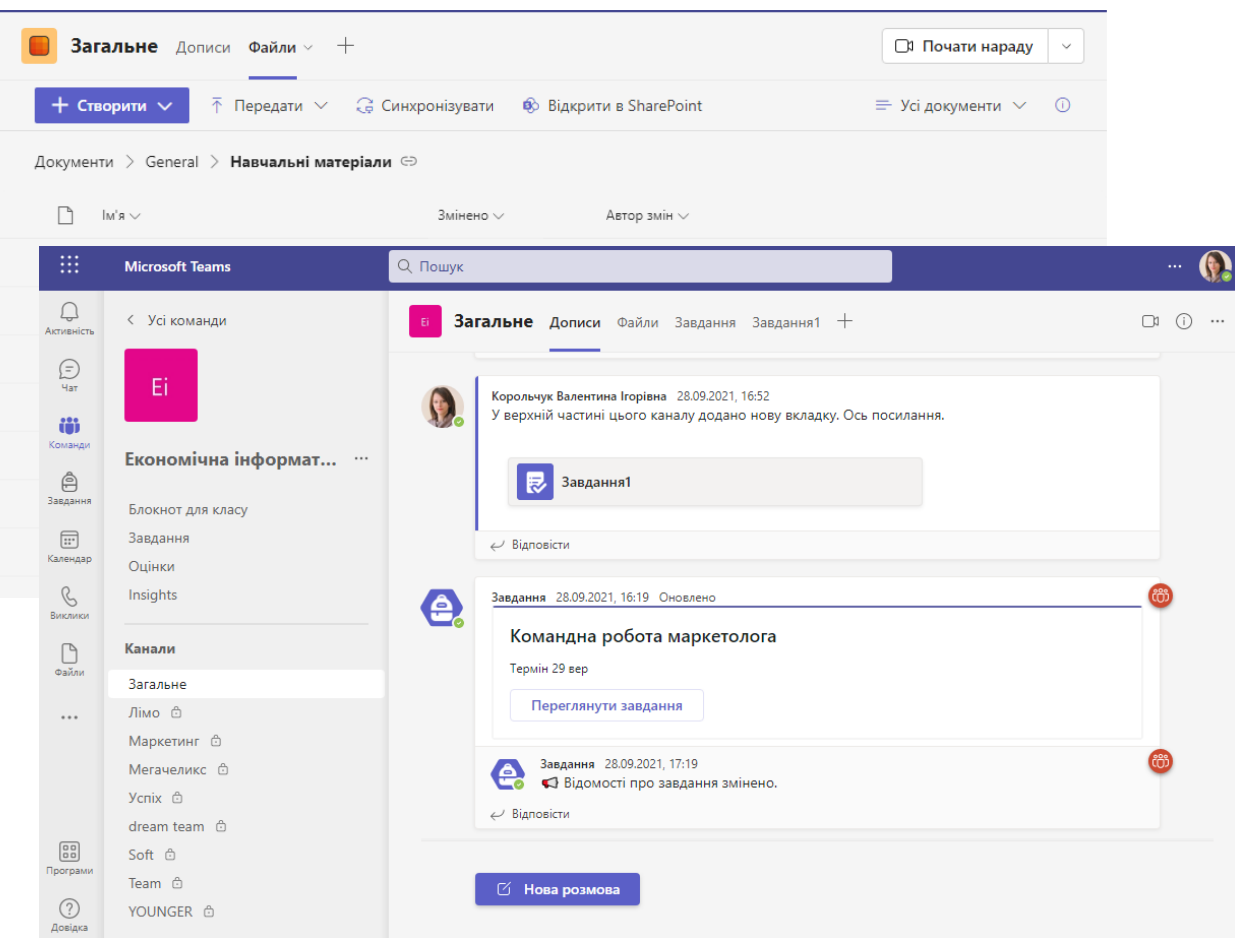 Загальне Дописи Файли
Почати нараду
Створити Передати Синхронізувати Відкрити в SharePoint Усі документи
Документи > General > Навчальні матеріали
Ім'я Змінено Автор змін
Microsoft Teams
Пошук
Активність
Чат
Команди
Завдання
Календар
Виклики
Файли
Програми
Довідка
Усі команди
Ei
Економічна інформат...
Блокнот для класу
Завдання
Оцінки
Insights
Канали
Загальне
Лімо
Маркетинг
Мегачеликс
Успіх
dream team
Soft
Team
YOUNGER
Ei Загальне Дописи Файли Завдання Завдання1
Корольчук Валентина Ігорівна 28.09.2021, 16:52
У верхній частині цього каналу додано нову вкладку. Ось посилання.
Завдання1
Відповісти
Завдання 28.09.2021, 16:19 Оновлено
Командна робота маркетолога
Термін 29 вер
Переглянути завдання
Завдання 28.09.2021, 17:19
Відомості про завдання змінено.
Відповісти
Нова розмова